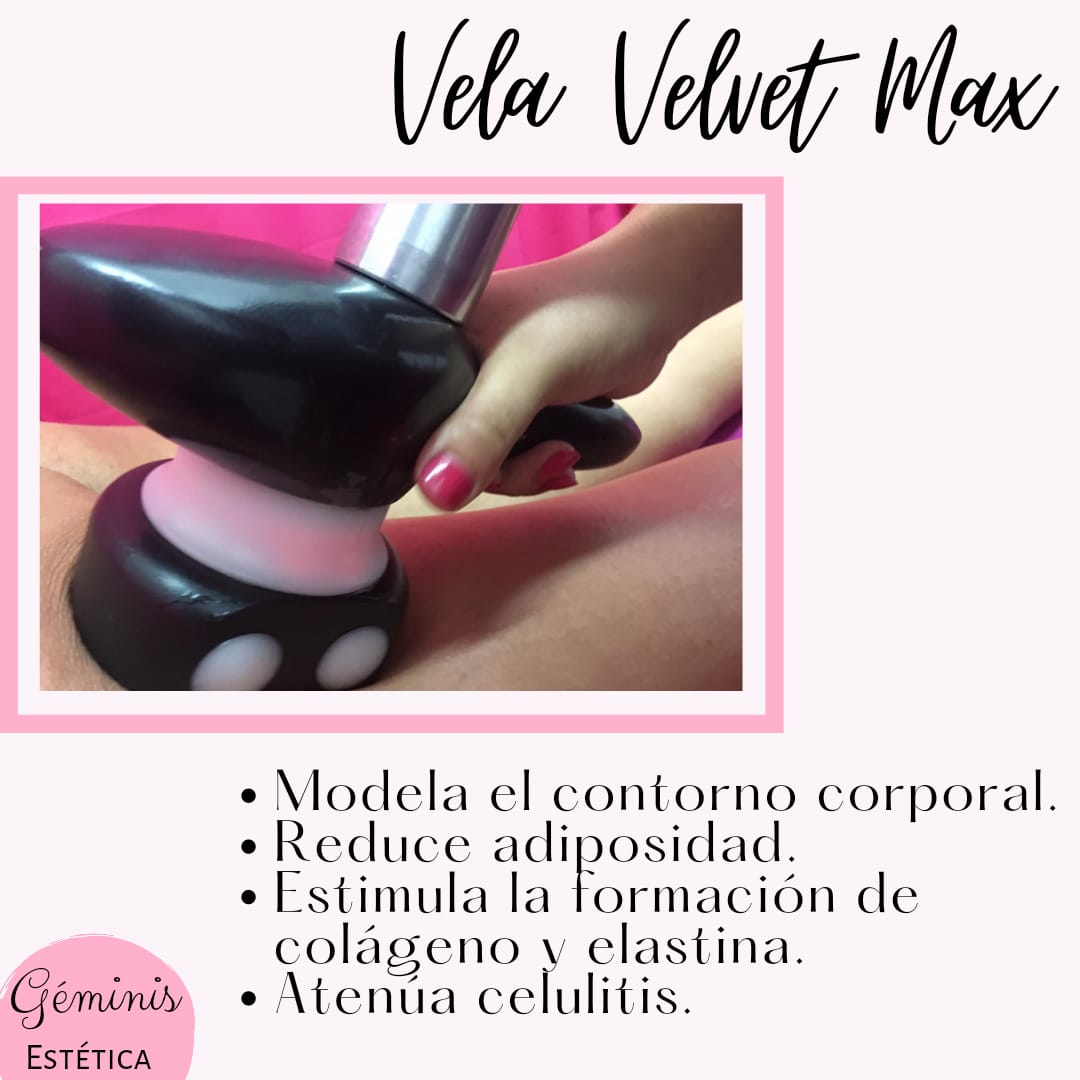 Vela Velvet Max
• Modela el contorno corporal.
• Reduce adiposidad.
• Estimula la formación de
colágeno y elastina.
• Atenúa celulitis.
Géminis
ESTÉTICA